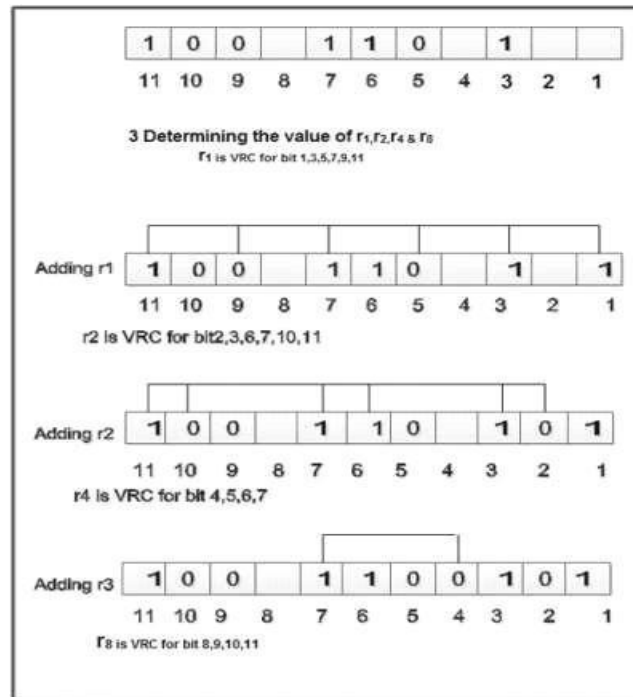 1 0 0 1 1 0 1
11 10 9 8 7 6 5 4 3 2 1
3 Determining the value of r1,r2,r4 & r8
r1 is VRC for bit 1,3,5,7,9,11
Adding r1 1 0 0 1 1 0 1 1
11 10 9 8 7 6 5 4 3 2 1
r2 is VRC for bit2,3,6,7,10,11
Adding r2 1 0 0 1 1 0 1 0 1
11 10 9 8 7 6 5 4 3 2 1
r4 is VRC for bit 4,5,6,7
Adding r3 1 0 0 1 1 0 0 1 0 1
11 10 9 8 7 6 5 4 3 2 1
r8 is VRC for bit 8,9,10,11